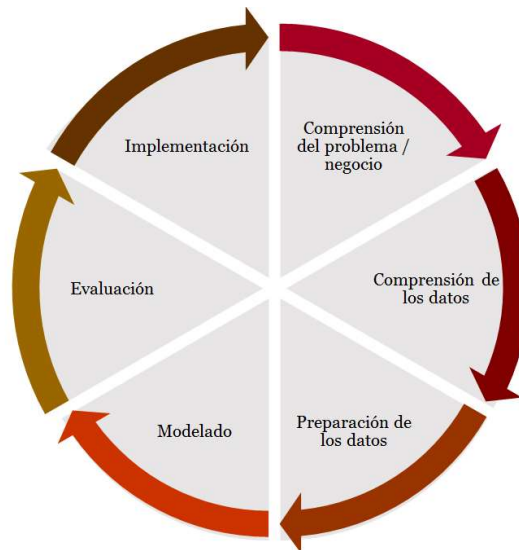 Comprensión
del problema /
negocio
Comprensión de
los datos
Preparación de
los datos
Modelado
Evaluación
Implementación